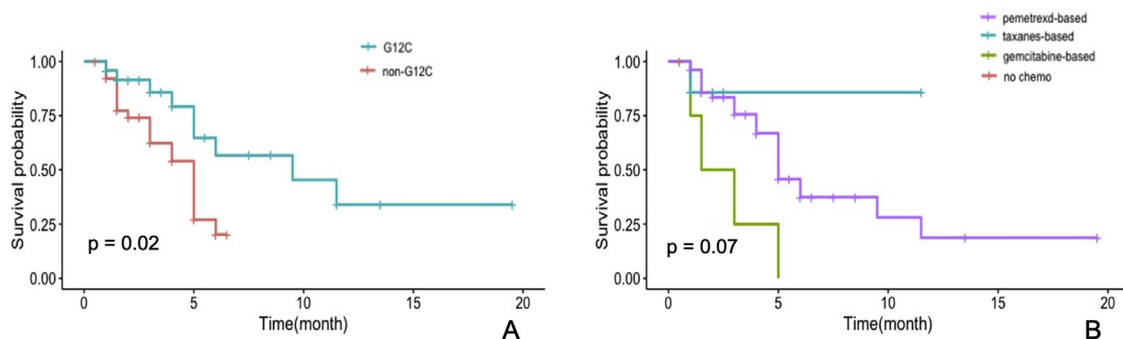 G12C
non-G12C
1.00
0.75
0.50
0.25
0.00
Survival probability
p = 0.02
0 5 10 15 20
Time(month)
A
pemetrexd-based
taxanes-based
gemcitabine-based
no chemo
1.00
0.75
0.50
0.25
0.00
Survival probability
p = 0.07
0 5 10 15 20
Time(month)
B